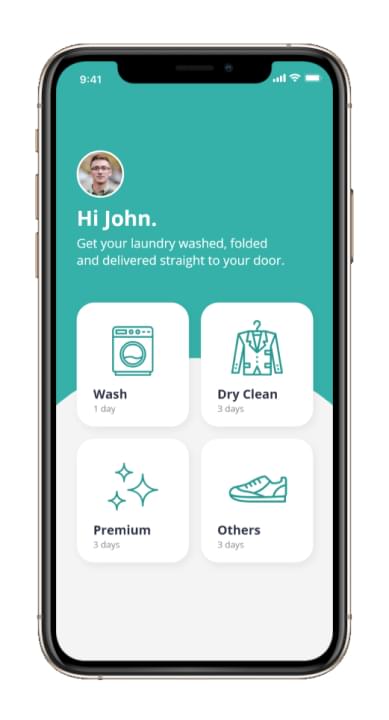 9:41
Hi John.
Get your laundry washed, folded
and delivered straight to your door.
Wash
1 day
Dry Clean
3 days
Premium
3 days
Others
3 days